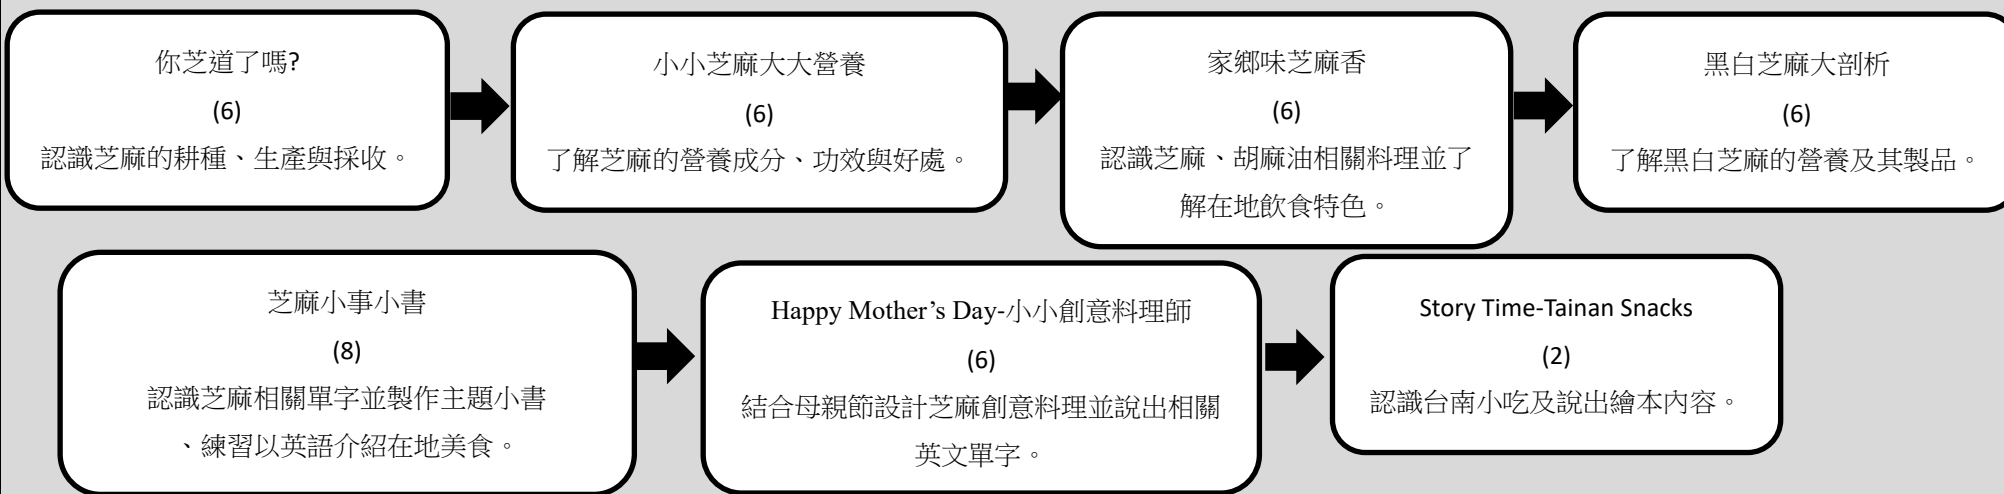 你芝道了嗎?
(6)
認識芝麻的耕種、生產與採收。
小小芝麻大大營養
(6)
了解芝麻的營養成分、功效與好處。
家鄉味芝麻香
(6)
認識芝麻、胡麻油相關料理並了
解在地飲食特色。
黑白芝麻大剖析
(6)
了解黑白芝麻的營養及其製品。
芝麻小事小書
(8)
認識芝麻相關單字並製作主題小書
、練習以英語介紹在地美食。
Happy Mother’s Day-小小創意料理師
(6)
結合母親節設計芝麻創意料理並說出相關
英文單字。
Story Time-Tainan Snacks
(2)
認識台南小吃及說出繪本內容。